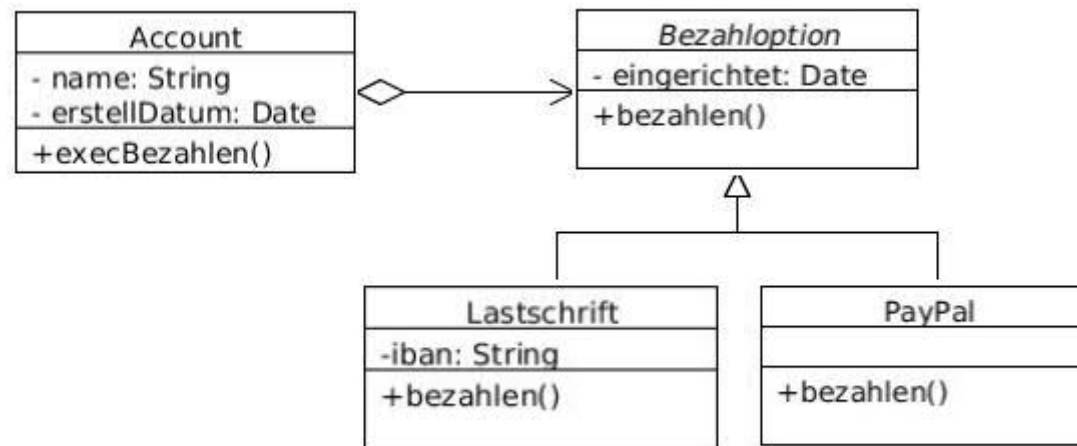 Account
- name: String
- erstellDatum: Date
+execBezahlen()
Bezahloption
- eingerichtet: Date
+bezahlen()
Lastschrift
-iban: String
+bezahlen()
PayPal
+bezahlen()